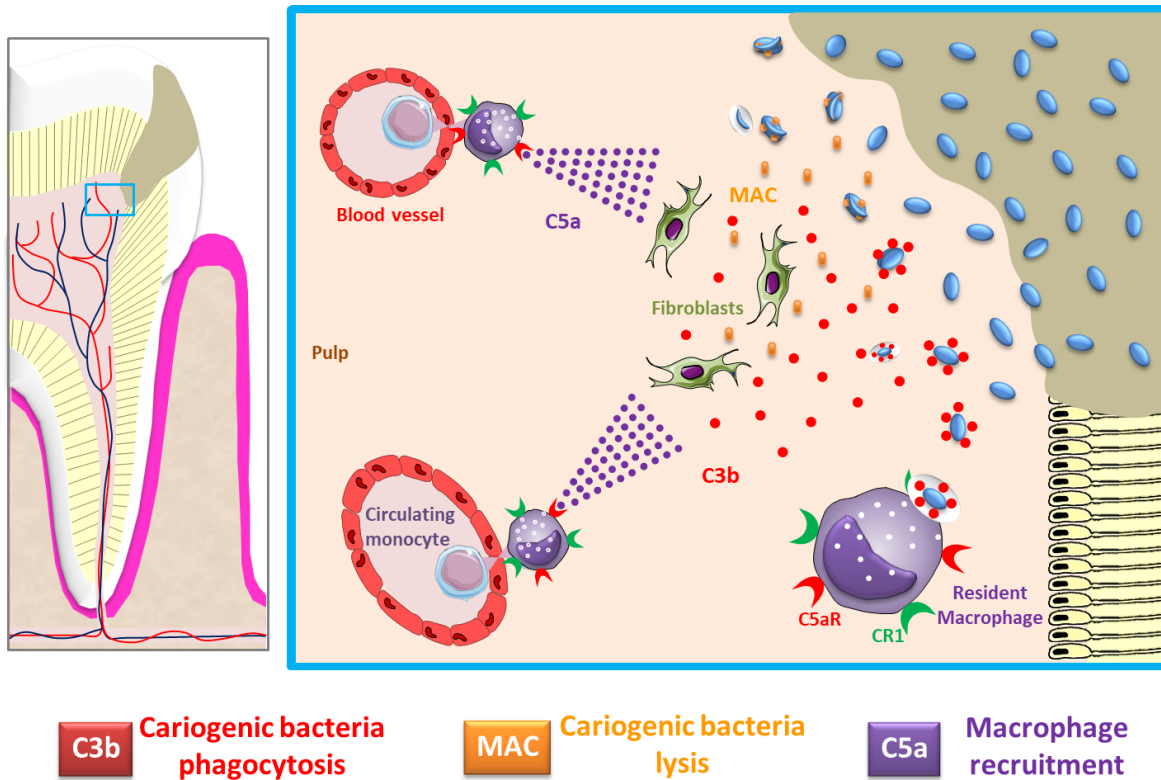 Blood vessel
C5a
MAC
Fibroblasts
Pulp
C3b
Circulating
monocyte
Resident
Macrophage
C5aR
CR1
C3b
Cariogenic bacteria
phagocytosis
MAC
Cariogenic bacteria
lysis
C5a
Macrophage
recruitment